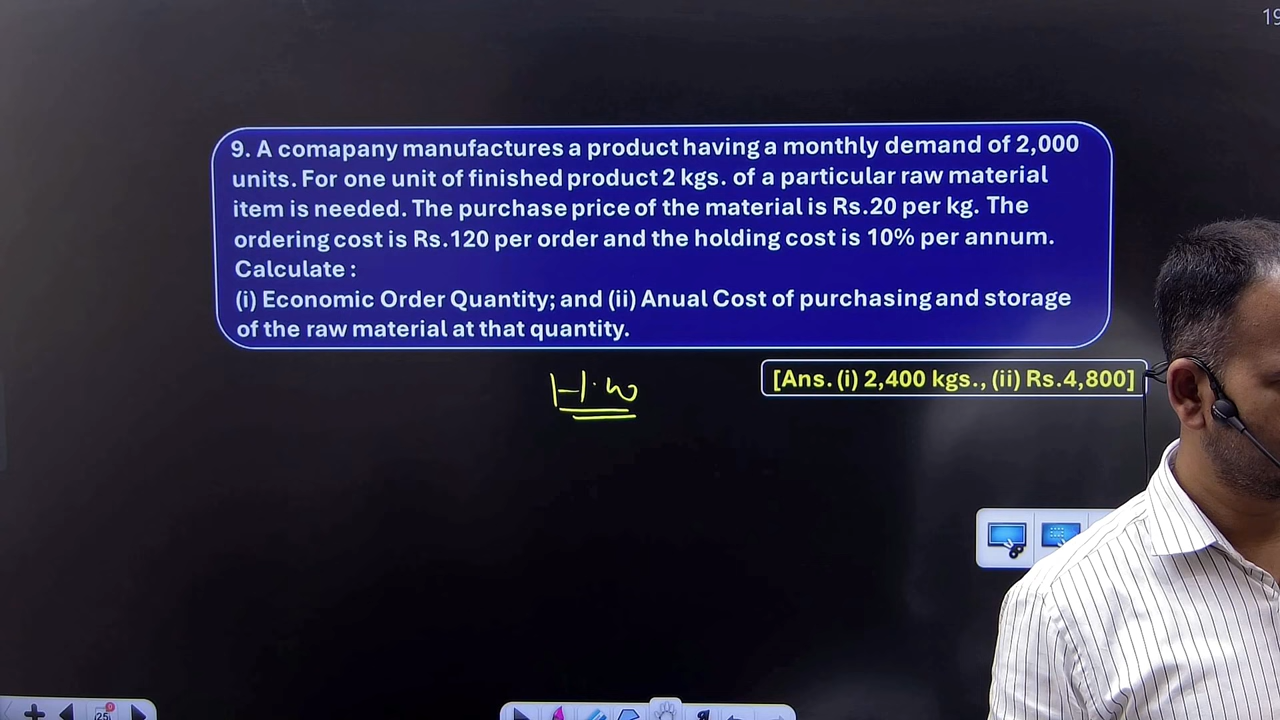 19
9. A comapany manufactures a product having a monthly demand of 2,000
units. For one unit of finished product 2 kgs. of a particular raw material
item is needed. The purchase price of the material is Rs.20 per kg. The
ordering cost is Rs.120 per order and the holding cost is 10% per annum.
Calculate :
(i) Economic Order Quantity; and (ii) Anual Cost of purchasing and storage
of the raw material at that quantity.
[Ans. (i) 2,400 kgs., (ii) Rs.4,800]
H.w
25